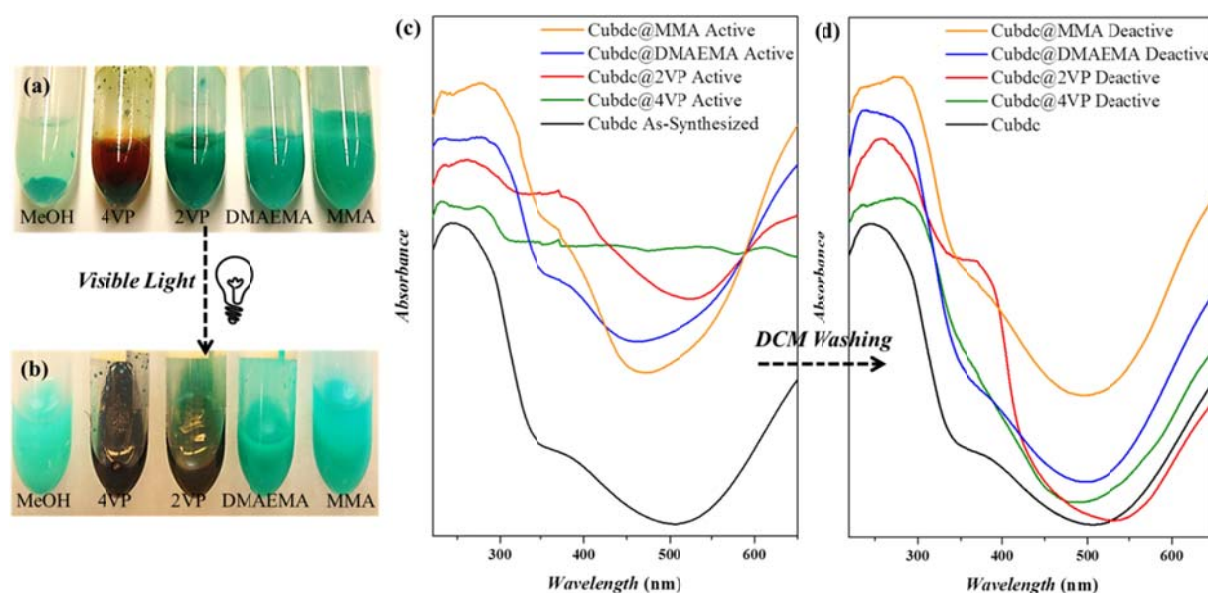 (a)
MeOH 4VP 2VP DMAEMA MMA
Visible Light
(b)
MeOH 4VP 2VP DMAEMA MMA
(c)
Cubdc@MMA Active
Cubdc@DMAEMA Active
Cubdc@2VP Active
Cubdc@4VP Active
Cubdc As-Synthesized
Absorbance
300 400 500 600
Wavelength (nm)
DCM Washing
(d)
Cubdc@MMA Deactive
Cubdc@DMAEMA Deactive
Cubdc@2VP Deactive
Cubdc@4VP Deactive
Cubdc
Absorbance
300 400 500 600
Wavelength (nm)